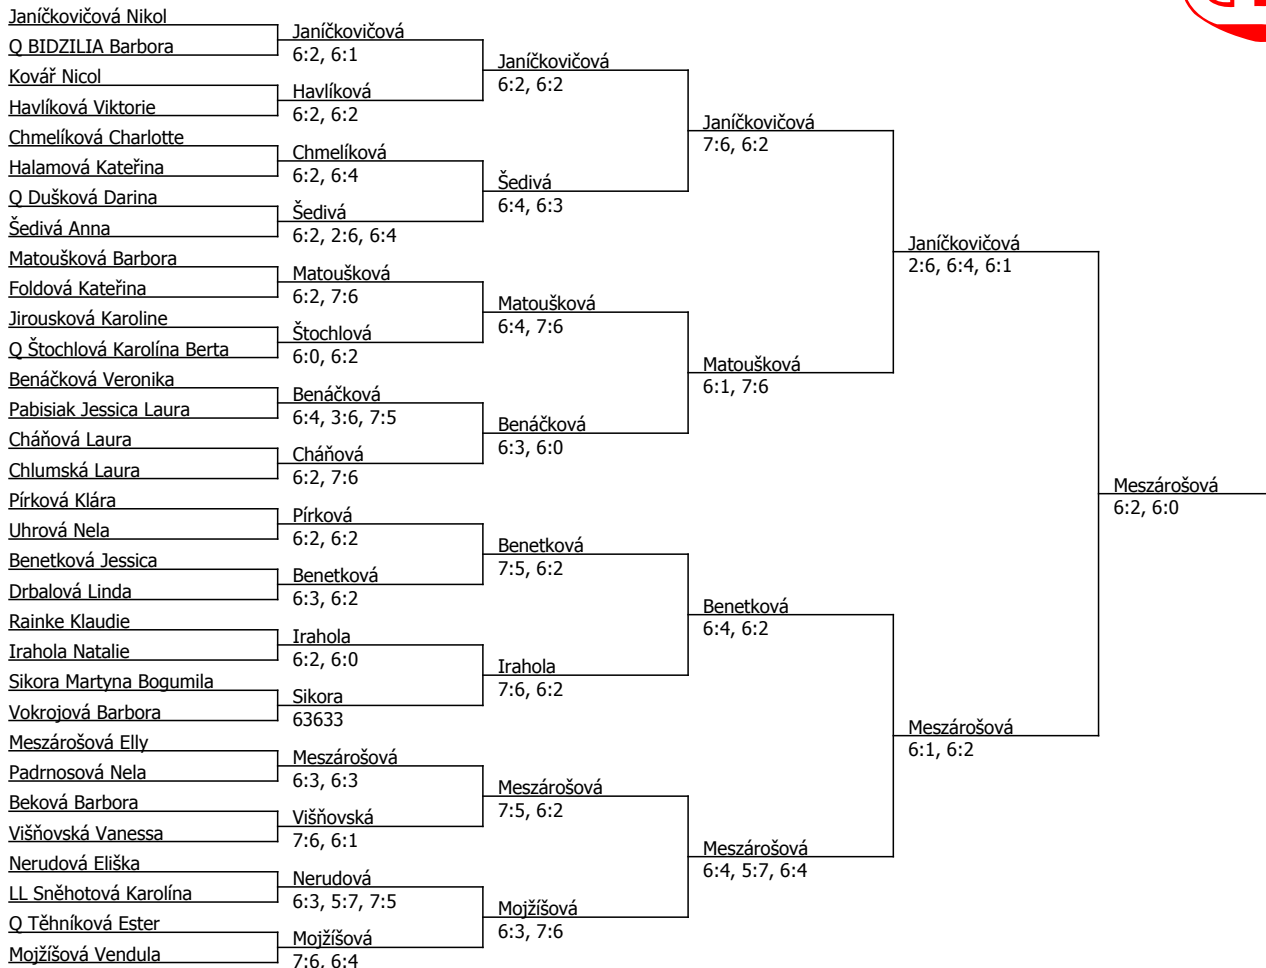 Janíčkovičová Nikol
Q BIDZILIA Barbora
Kovář Nicol
Havlíková Viktorie
Chmelíková Charlotte
Halamová Kateřina
Q Dušková Darina
Šedivá Anna
Matoušková Barbora
Foldová Kateřina
Jirousková Karoline
Q Štochlová Karolína Berta
Benáčková Veronika
Pabisiak Jessica Laura
Cháňová Laura
Chlumská Laura
Pírková Klára
Uhrová Nela
Benetková Jessica
Drbalová Linda
Rainke Klaudie
Irahola Natalie
Sikora Martyna Bogumila
Vokrojová Barbora
Meszárošová Elly
Padrnosová Nela
Beková Barbora
Višňovská Vanessa
Nerudová Eliška
LL Sněhotová Karolína
Q Těhníková Ester
Mojžíšová Vendula
Janíčkovičová
6:2, 6:1
Havlíková
6:2, 6:2
Chmelíková
6:2, 6:4
Šedivá
6:2, 2:6, 6:4
Matoušková
6:2, 7:6
Štochlová
6:0, 6:2
Benáčková
6:4, 3:6, 7:5
Cháňová
6:2, 7:6
Pírková
6:2, 6:2
Benetková
6:3, 6:2
Irahola
6:2, 6:0
Sikora
63633
Meszárošová
6:3, 6:3
Višňovská
7:6, 6:1
Nerudová
6:3, 5:7, 7:5
Mojžíšová
7:6, 6:4
Janíčkovičová
6:2, 6:2
Šedivá
6:4, 6:3
Matoušková
6:4, 7:6
Benáčková
6:3, 6:0
Benetková
7:5, 6:2
Irahola
7:6, 6:2
Meszárošová
7:5, 6:2
Mojžíšová
6:3, 7:6
Janíčkovičová
7:6, 6:2
Matoušková
6:1, 7:6
Benetková
6:4, 6:2
Meszárošová
6:4, 5:7, 6:4
Janíčkovičová
2:6, 6:4, 6:1
Meszárošová
6:1, 6:2
Meszárošová
6:2, 6:0